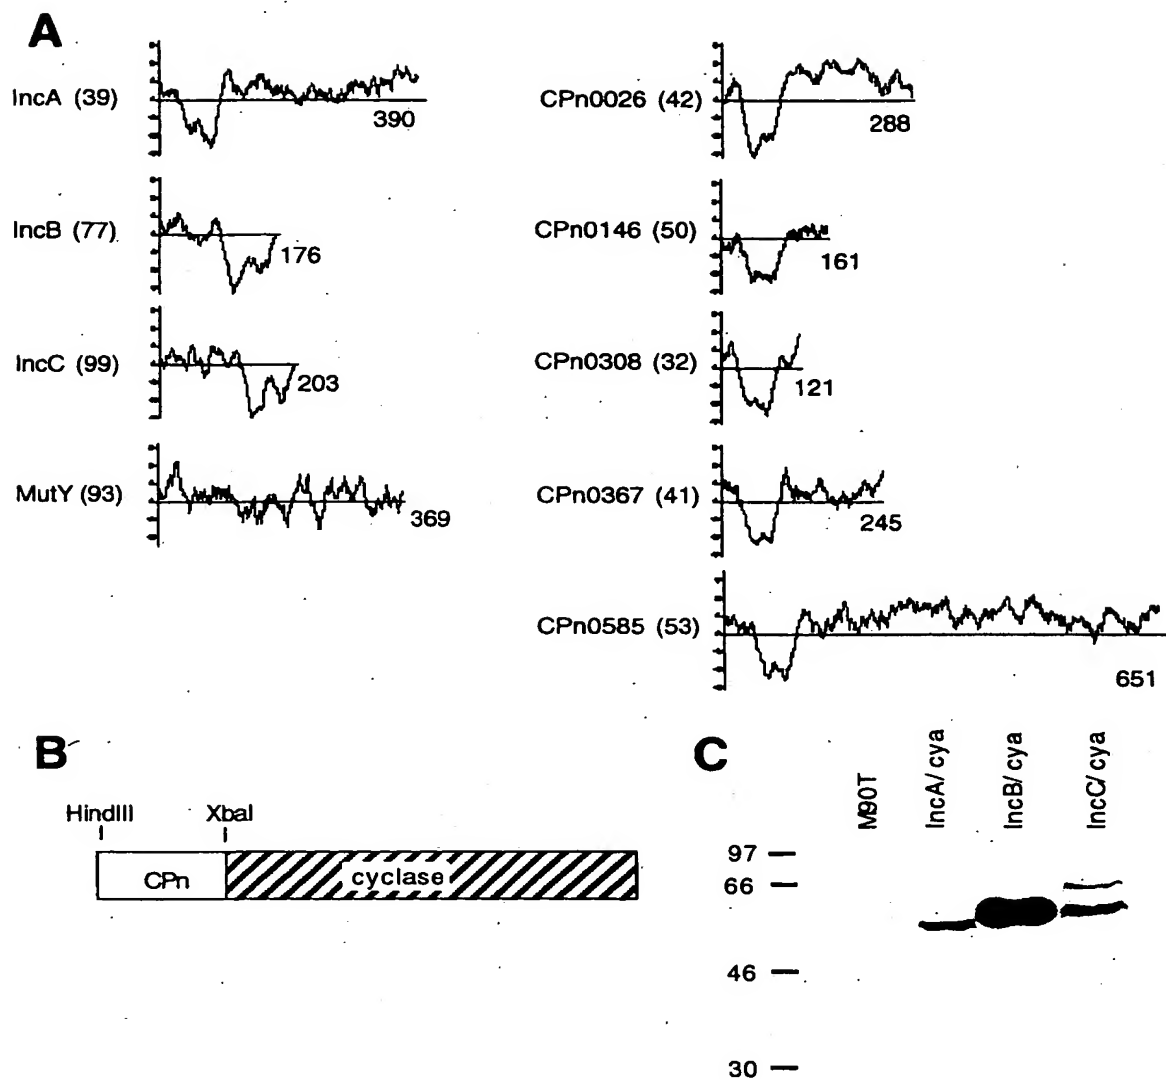 A
IncA (39)
390
IncB (77)
176
IncC (99)
203
MutY (93)
369
CPn0026 (42)
288
CPn0146 (50)
161
CPn0308 (32)
121
CPn0367 (41)
245
CPn0585 (53)
651
B
HindIII XbaI
CPn cyclase
C
M90T
IncA/cya
IncB/cya
IncC/cya
97
66
46
30